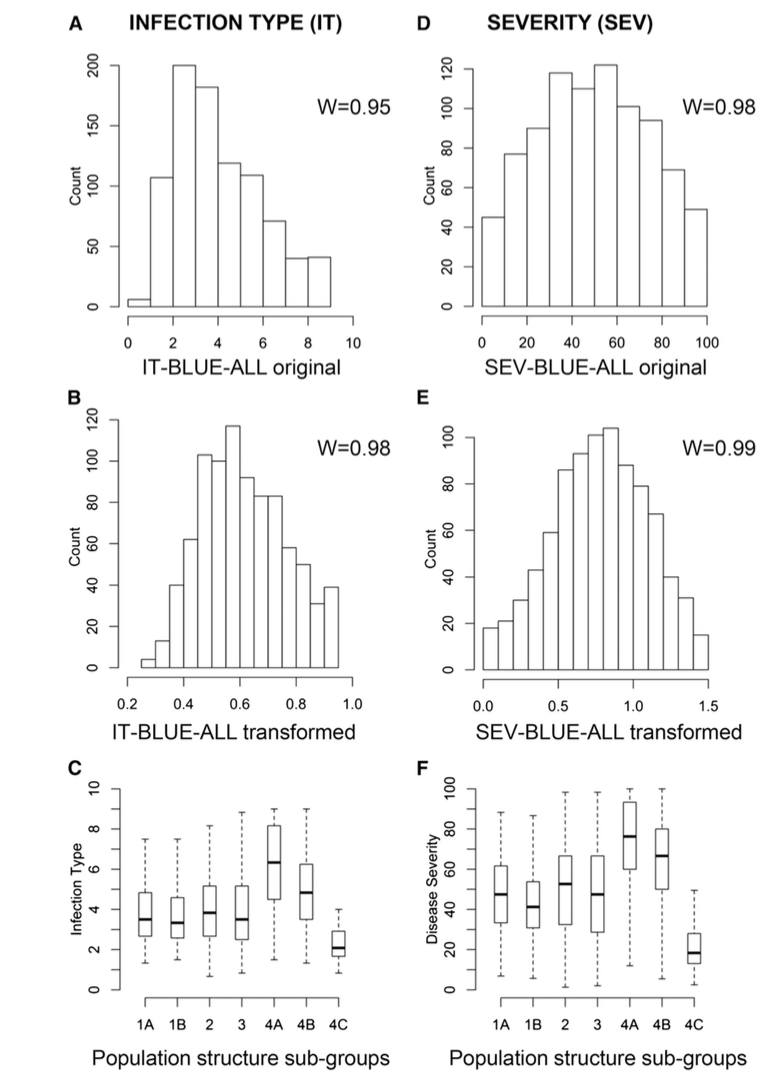 A INFECTION TYPE (IT)
W=0.95
Count
0 50 100 150 200
0 2 4 6 8 10
IT-BLUE-ALL original
B
W=0.98
Count
0 20 40 60 80 100 120
0.2 0.4 0.6 0.8 1.0
IT-BLUE-ALL transformed
C
Infection Type
0 2 4 6 8 10
1A 1B 2 3 4A 4B 4C
Population structure sub-groups
D SEVERITY (SEV)
W=0.98
Count
0 20 40 60 80 100 120
0 20 40 60 80 100
SEV-BLUE-ALL original
E
W=0.99
Count
0 20 40 60 80 100
0.0 0.5 1.0 1.5
SEV-BLUE-ALL transformed
F
Disease Severity
0 20 40 60 80 100
1A 1B 2 3 4A 4B 4C
Population structure sub-groups